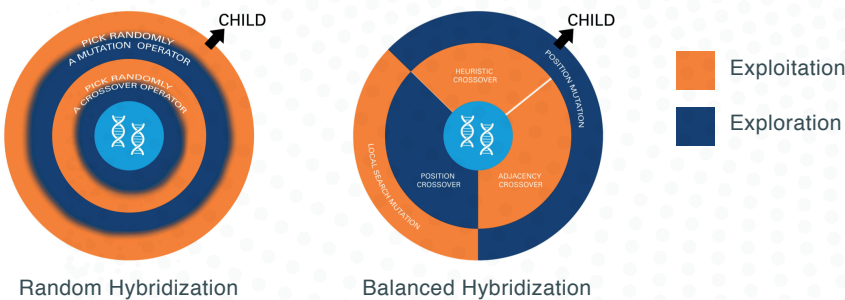 CHILD
PICK RANDOMLY
A MUTATION OPERATOR
PICK RANDOMLY
A CROSSOVER OPERATOR
Random Hybridization
CHILD
HEURISTIC
CROSSOVER
POSITION MUTATION
POSITION
CROSSOVER
ADJACENCY
CROSSOVER
LOCAL SEARCH MUTATION
Balanced Hybridization
Exploitation
Exploration